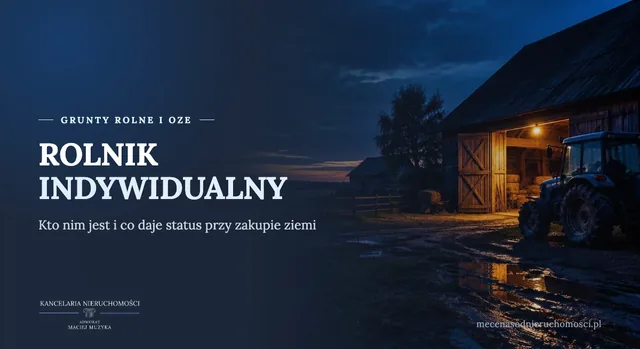 GRUNTY ROLNE I OZE
ROLNIK
INDYWIDUALNY
Kto nim jest i co daje status przy zakupie ziemi
KANCELARIA NIERUCHOMOŚCI
ADWOKAT
MACIEJ MUZYKA
mecenasodnieruchomosci.pl